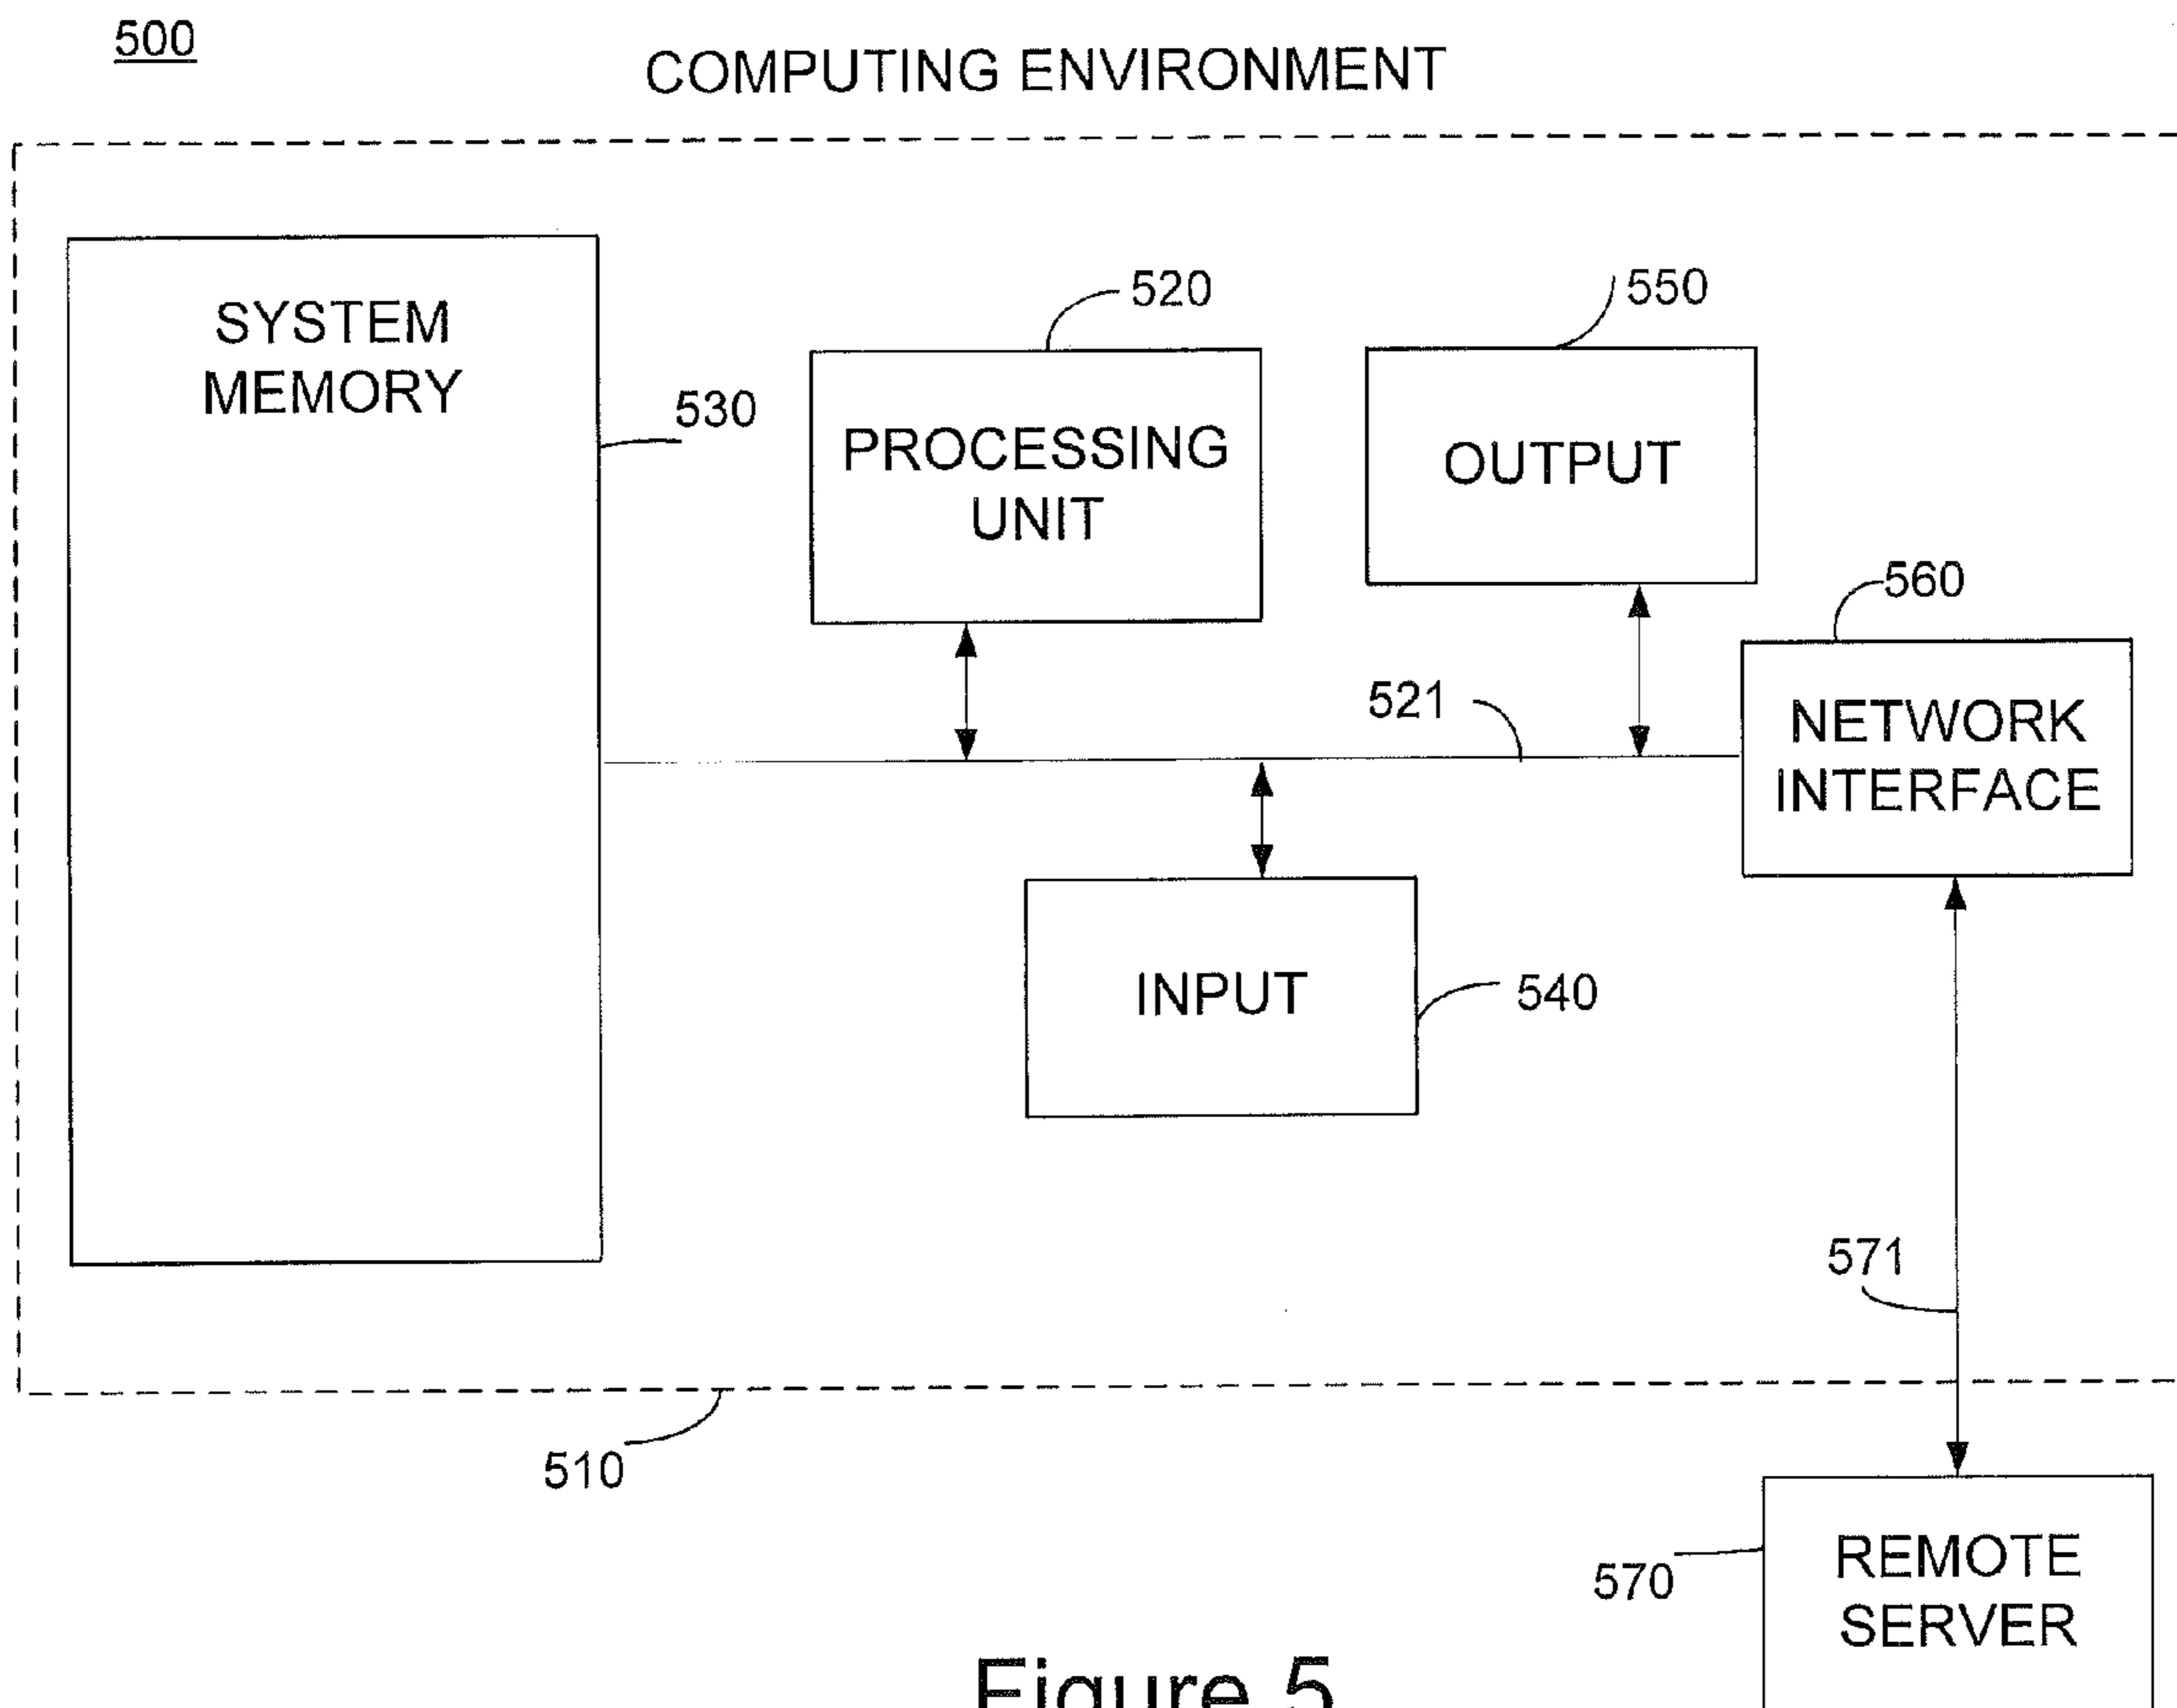 500
COMPUTING ENVIRONMENT
SYSTEM
MEMORY
530
520
PROCESSING
UNIT
550
OUTPUT
560
521
NETWORK
INTERFACE
INPUT
540
571
510
570
REMOTE
SERVER
Figure 5